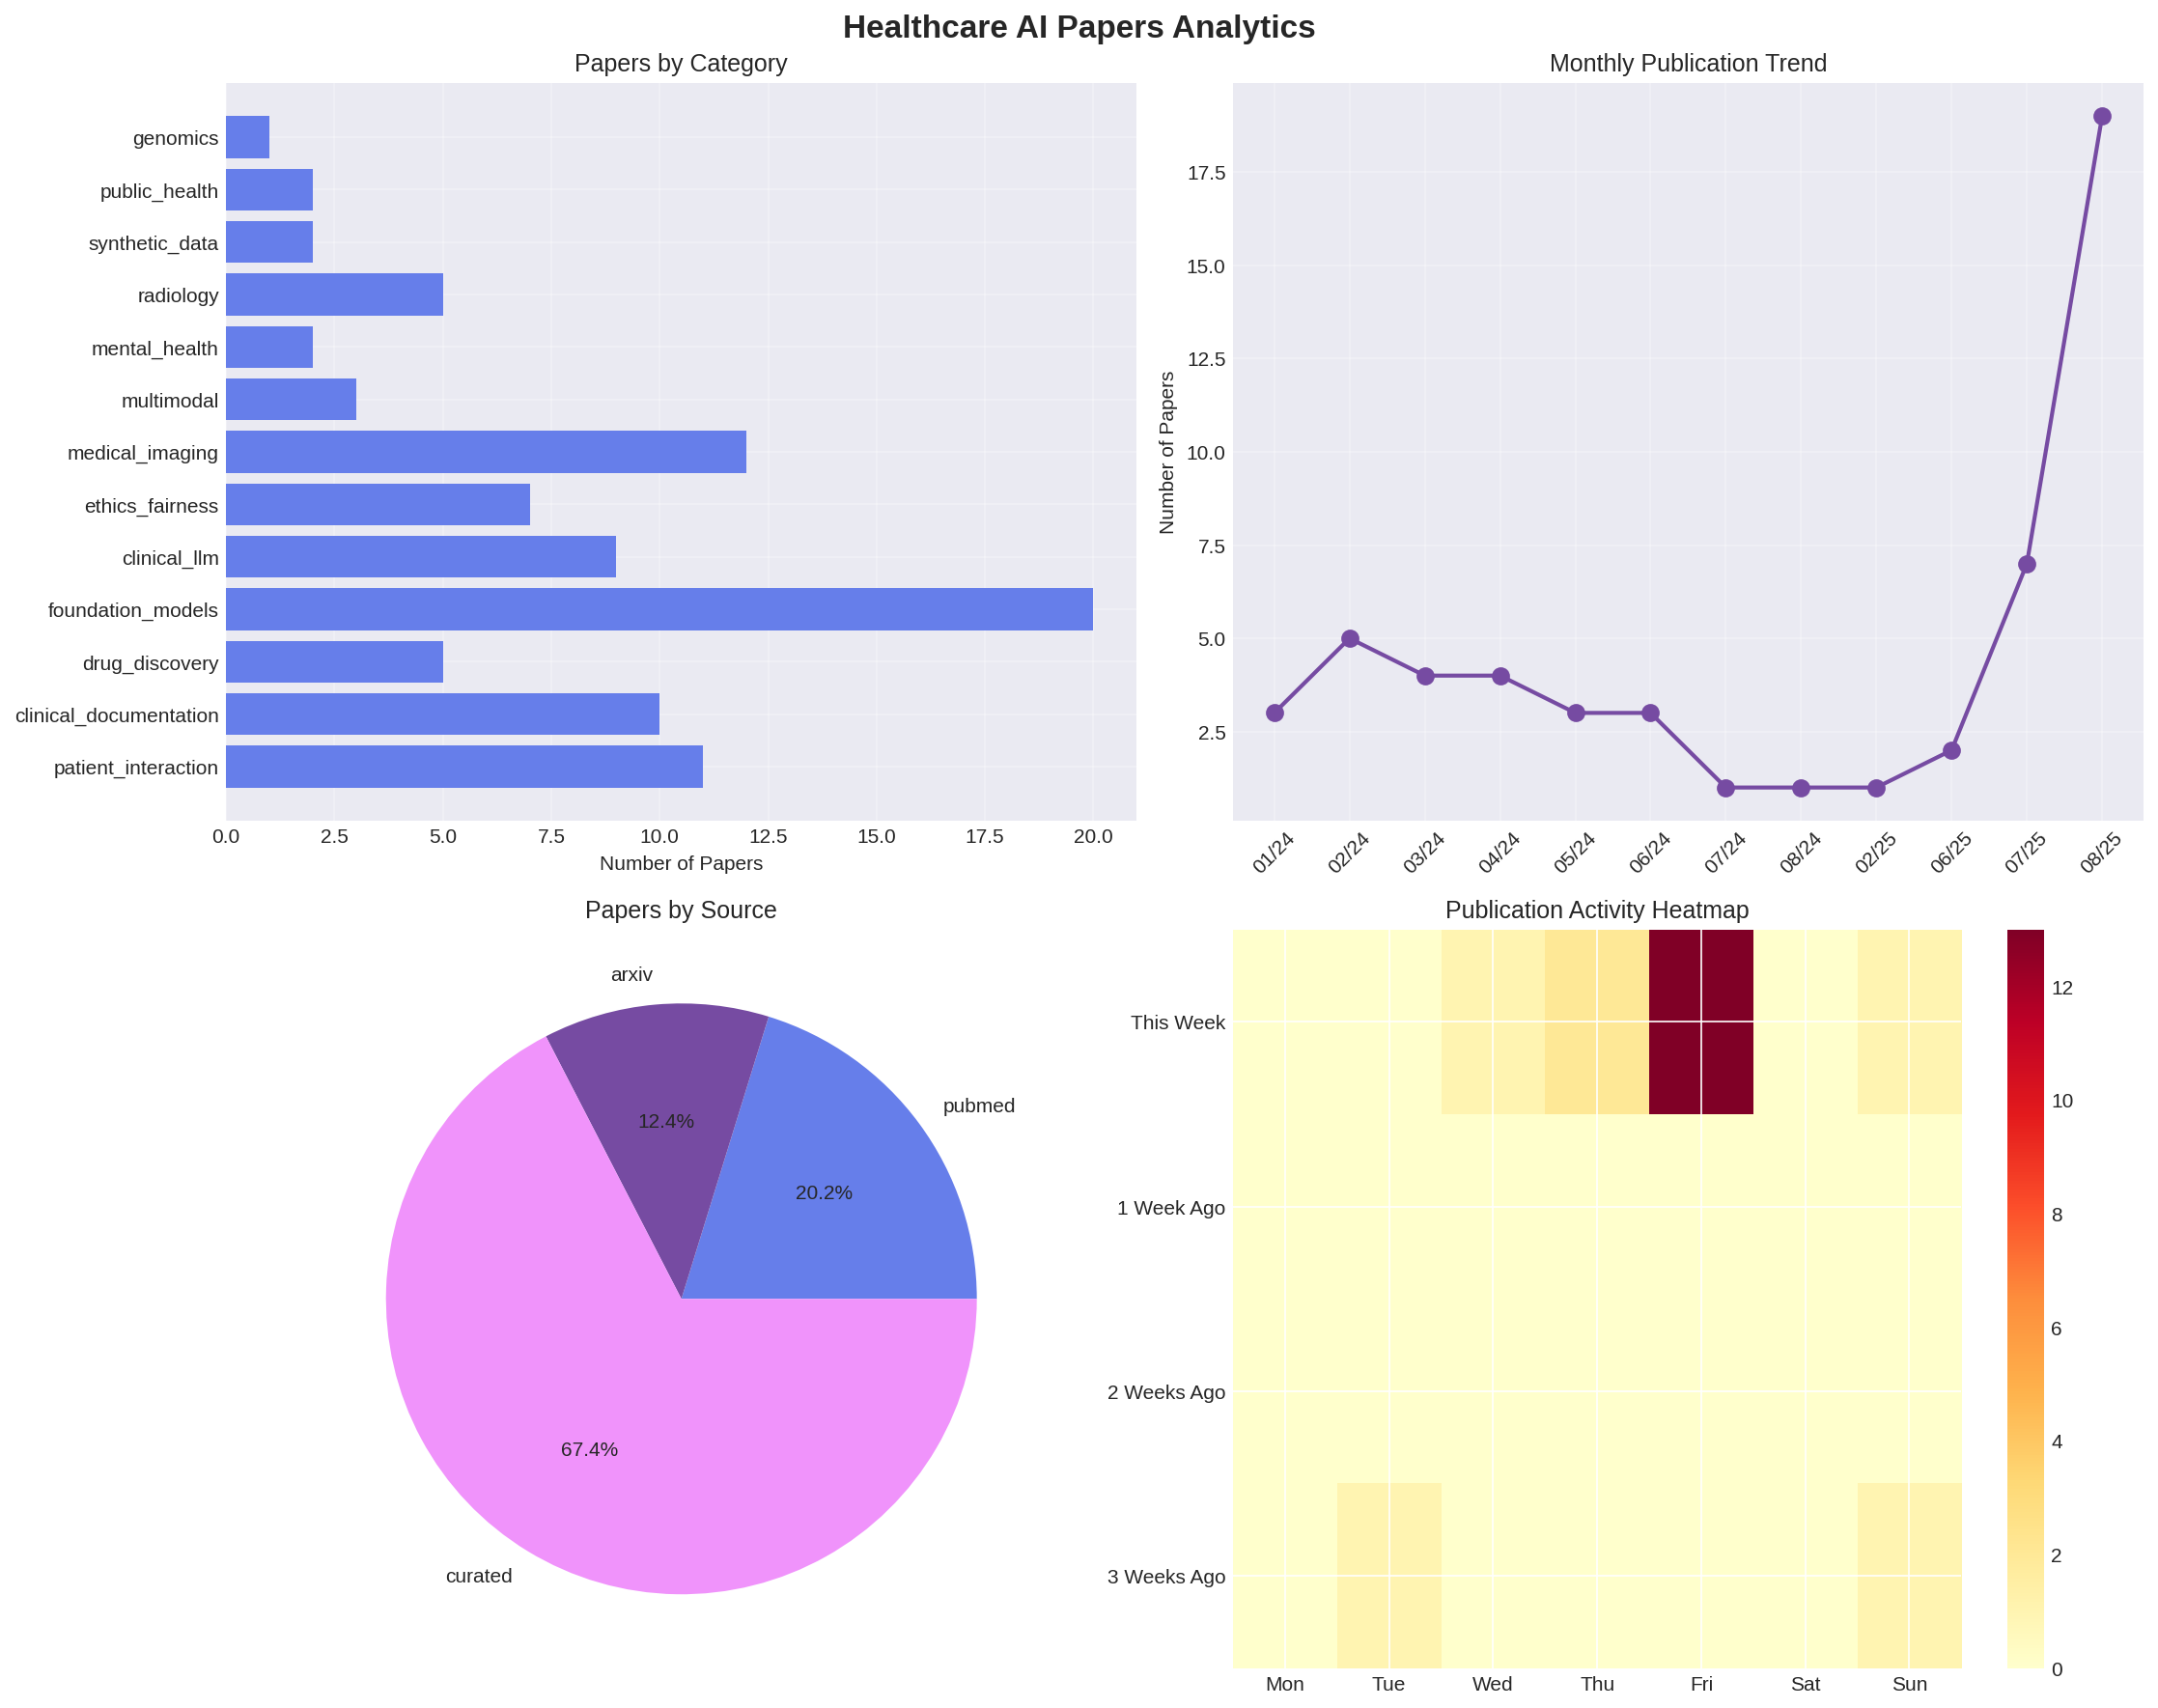 Healthcare AI Papers Analytics
Papers by Category
genomics
public_health
synthetic_data
radiology
mental_health
multimodal
medical_imaging
ethics_fairness
clinical_llm
foundation_models
drug_discovery
clinical_documentation
patient_interaction
0.0 2.5 5.0 7.5 10.0 12.5 15.0 17.5 20.0
Number of Papers
Monthly Publication Trend
Number of Papers
17.5
15.0
12.5
10.0
7.5
5.0
2.5
01/24 02/24 03/24 04/24 05/24 06/24 07/24 08/24 02/25 06/25 07/25 08/25
Papers by Source
arxiv
pubmed
12.4%
20.2%
67.4%
curated
Publication Activity Heatmap
This Week
1 Week Ago
2 Weeks Ago
3 Weeks Ago
Mon Tue Wed Thu Fri Sat Sun
12
10
8
6
4
2
0